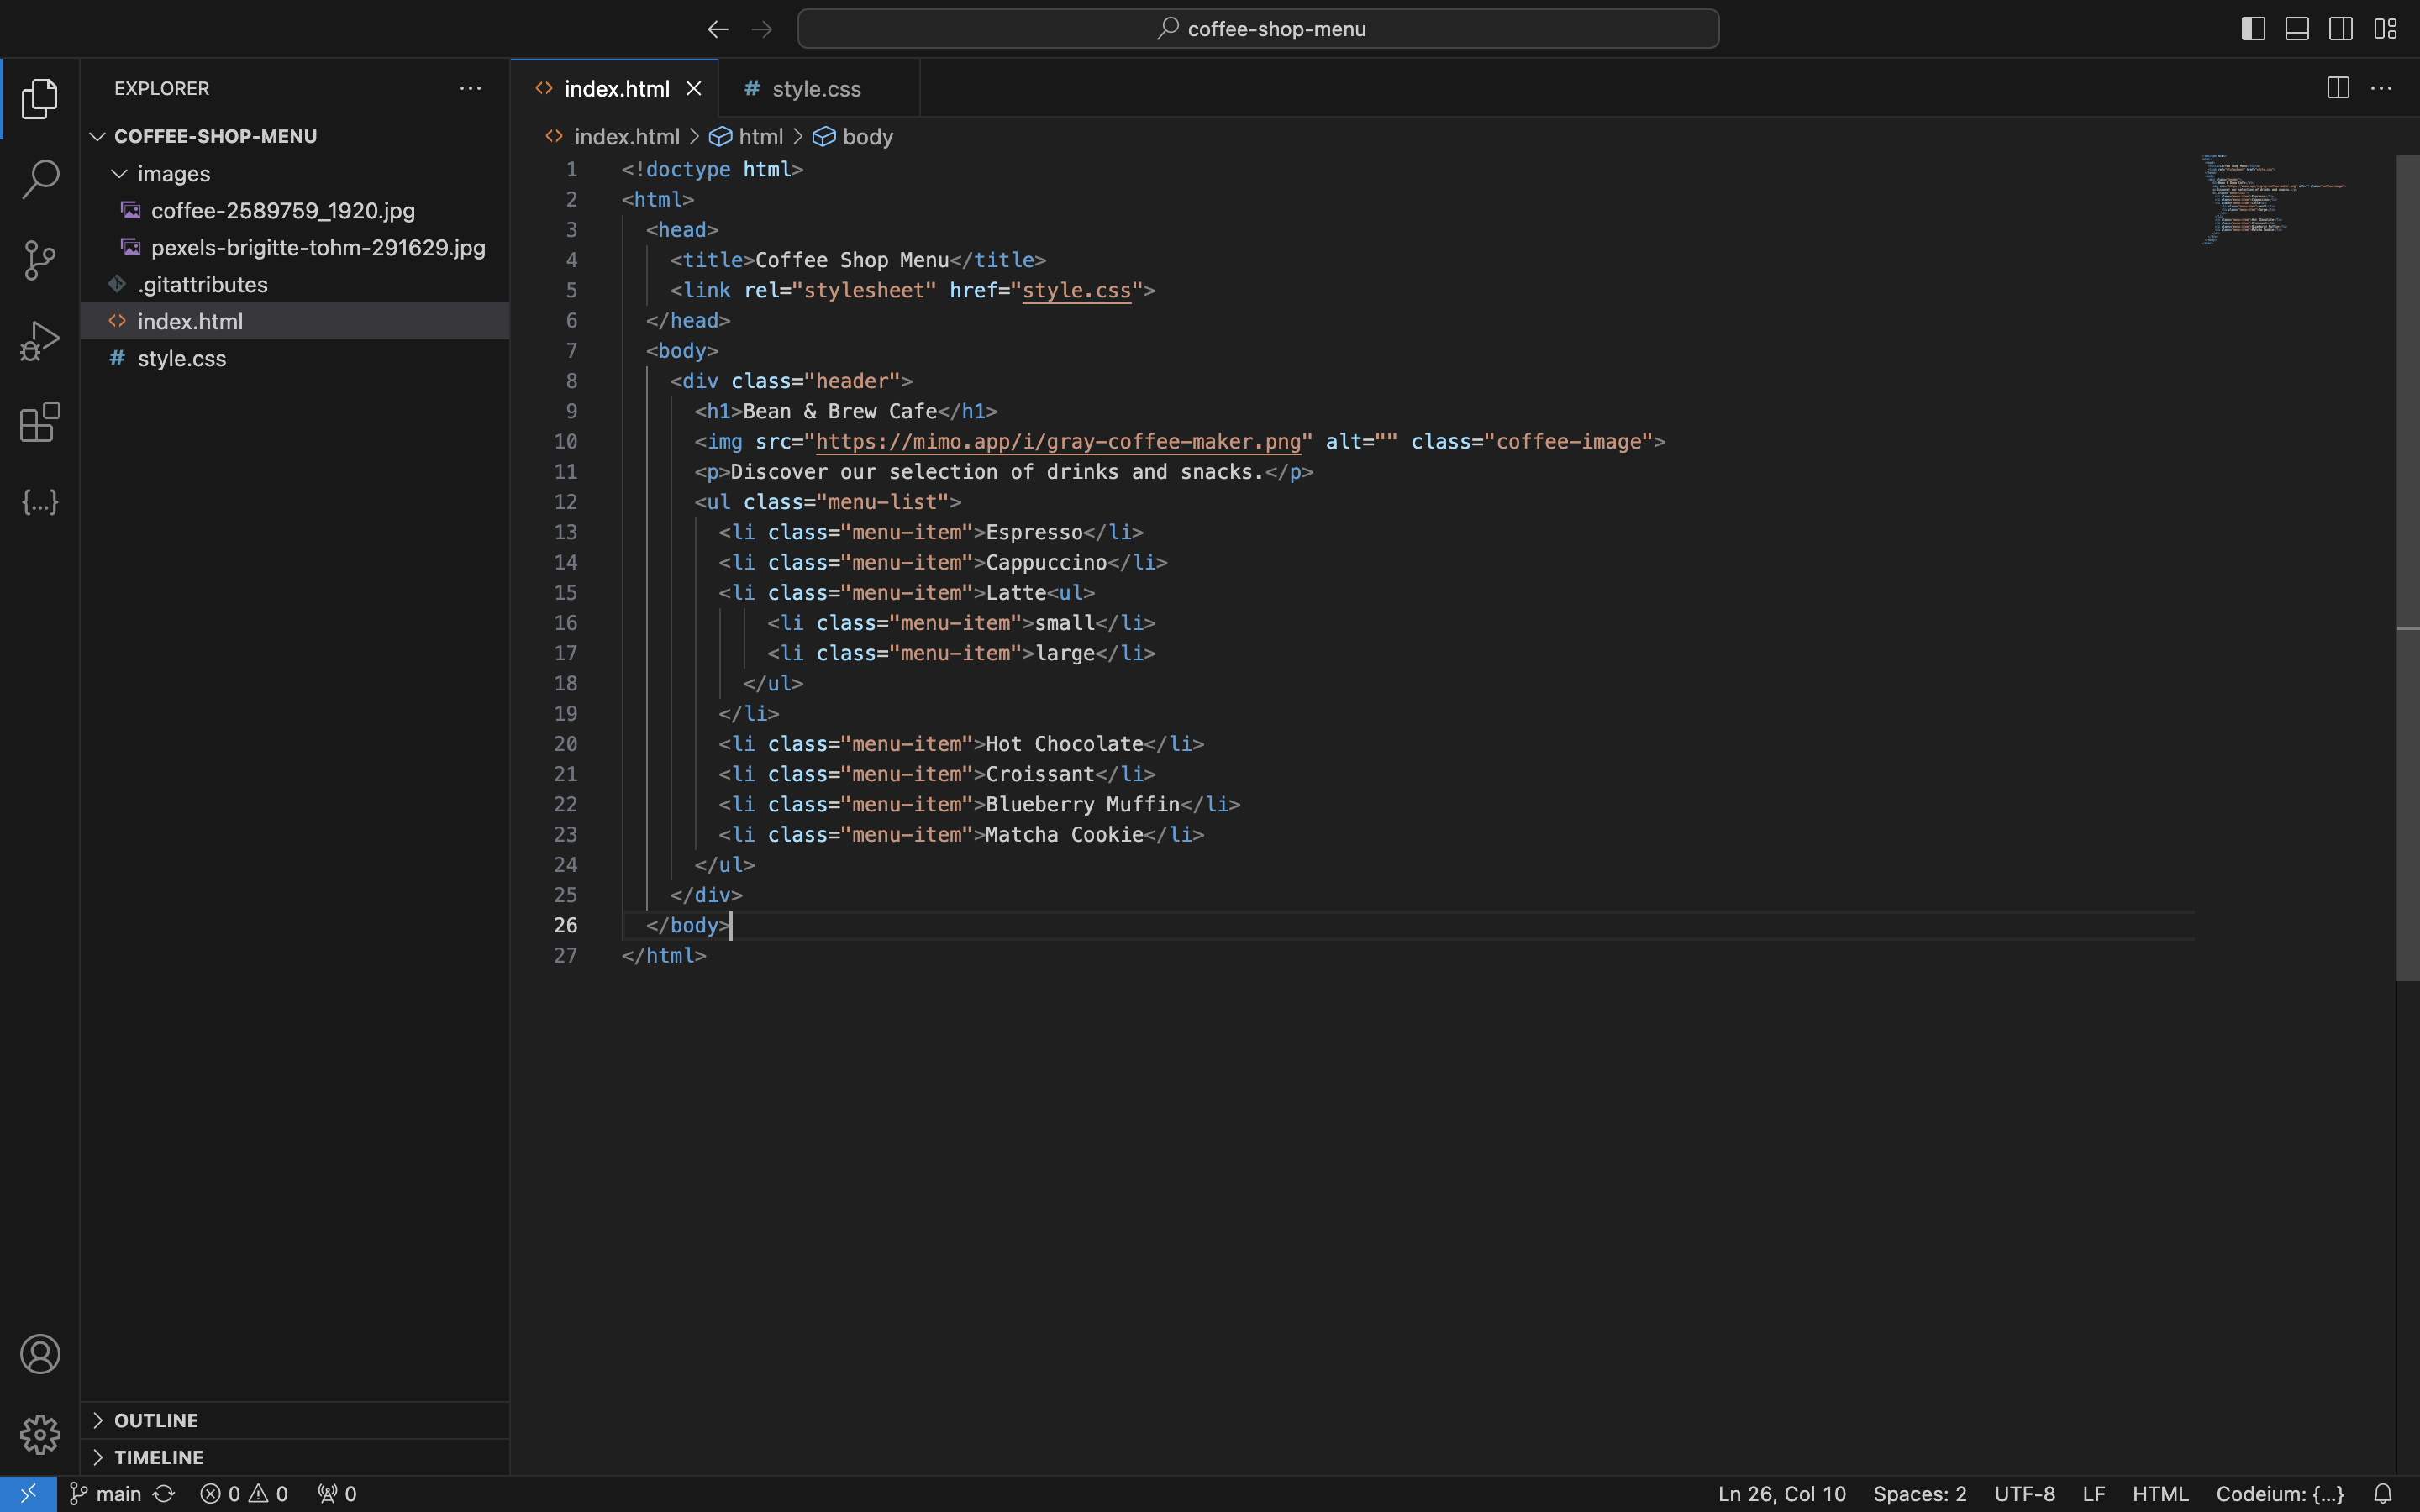 coffee-shop-menu
EXPLORER
COFFEE-SHOP-MENU
images
coffee-2589759_1920.jpg
pexels-brigitte-tohm-291629.jpg
.gitattributes
index.html
style.css
OUTLINE
TIMELINE
index.html
style.css
index.html > html > body
1 <!doctype html>
2 <html>
3 <head>
4 <title>Coffee Shop Menu</title>
5 <link rel="stylesheet" href="style.css">
6 </head>
7 <body>
8 <div class="header">
9 <h1>Bean & Brew Cafe</h1>
10 <img src="https://mimo.app/i/gray-coffee-maker.png" alt="" class="coffee-image">
11 <p>Discover our selection of drinks and snacks.</p>
12 <ul class="menu-list">
13 <li class="menu-item">Espresso</li>
14 <li class="menu-item">Cappuccino</li>
15 <li class="menu-item">Latte<ul>
16 <li class="menu-item">small</li>
17 <li class="menu-item">large</li>
18 </ul>
19 </li>
20 <li class="menu-item">Hot Chocolate</li>
21 <li class="menu-item">Croissant</li>
22 <li class="menu-item">Blueberry Muffin</li>
23 <li class="menu-item">Matcha Cookie</li>
24 </ul>
25 </div>
26 </body>
27 </html>
main 0 0 0 Ln 26, Col 10 Spaces: 2 UTF-8 LF HTML Codeium: {...}